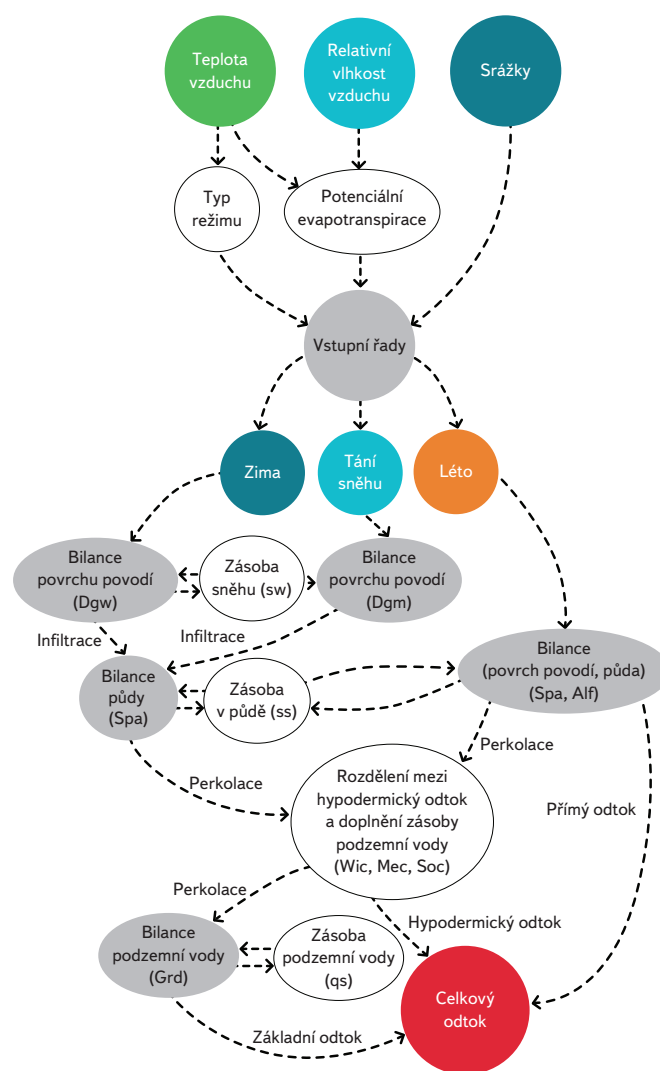 Teplota
vzduchu
Relativní
vlhkost
vzduchu
Srážky
Typ
režimu
Potenciální
evapotranspirace
Vstupní řady
Zima
Tání
sněhu
Léto
Bilance
povrchu povodí
(Dgw)
Zásoba
sněhu (sw)
Bilance
povrchu povodí
(Dgm)
Infiltrace
Infiltrace
Bilance
půdy
(Spa)
Zásoba
v půdě (ss)
Bilance
(povrch povodí, půda)
(Spa, Alf)
Perkolace
Perkolace
Rozdělení mezi
hypodermický odtok
a doplnění zásoby
podzemní vody
(Wic, Mec, Soc)
Přímý odtok
Perkolace
Hypodermický odtok
Bilance
podzemní vody
(Grd)
Zásoba
podzemní vody
(qs)
Celkový
odtok
Základní odtok